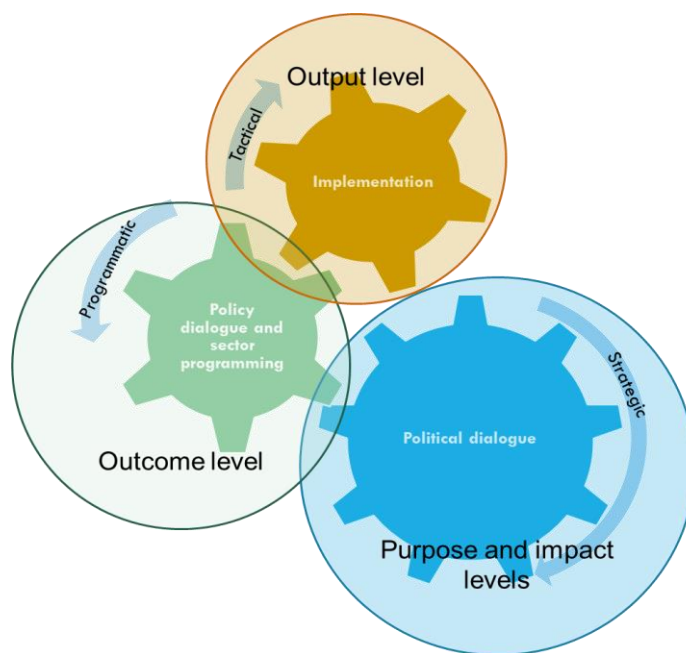 Output level
Tactical
Implementation
Programmatic
Policy
dialogue and
sector
programming
Outcome level
Strategic
Political dialogue
Purpose and impact
levels